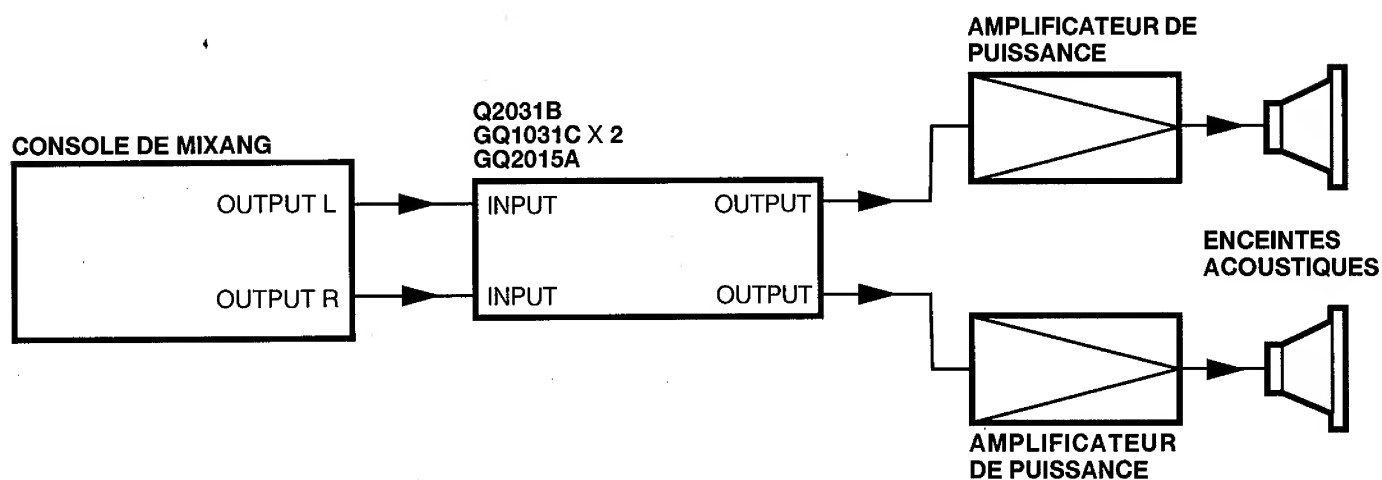 AMPLIFICATEUR DE
PUISSANCE
Q2031B
GQ1031C X 2
GQ2015A
CONSOLE DE MIXANG
OUTPUT L
INPUT
OUTPUT
ENCEINTES
ACOUSTIQUES
OUTPUT R
INPUT
OUTPUT
AMPLIFICATEUR
DE PUISSANCE